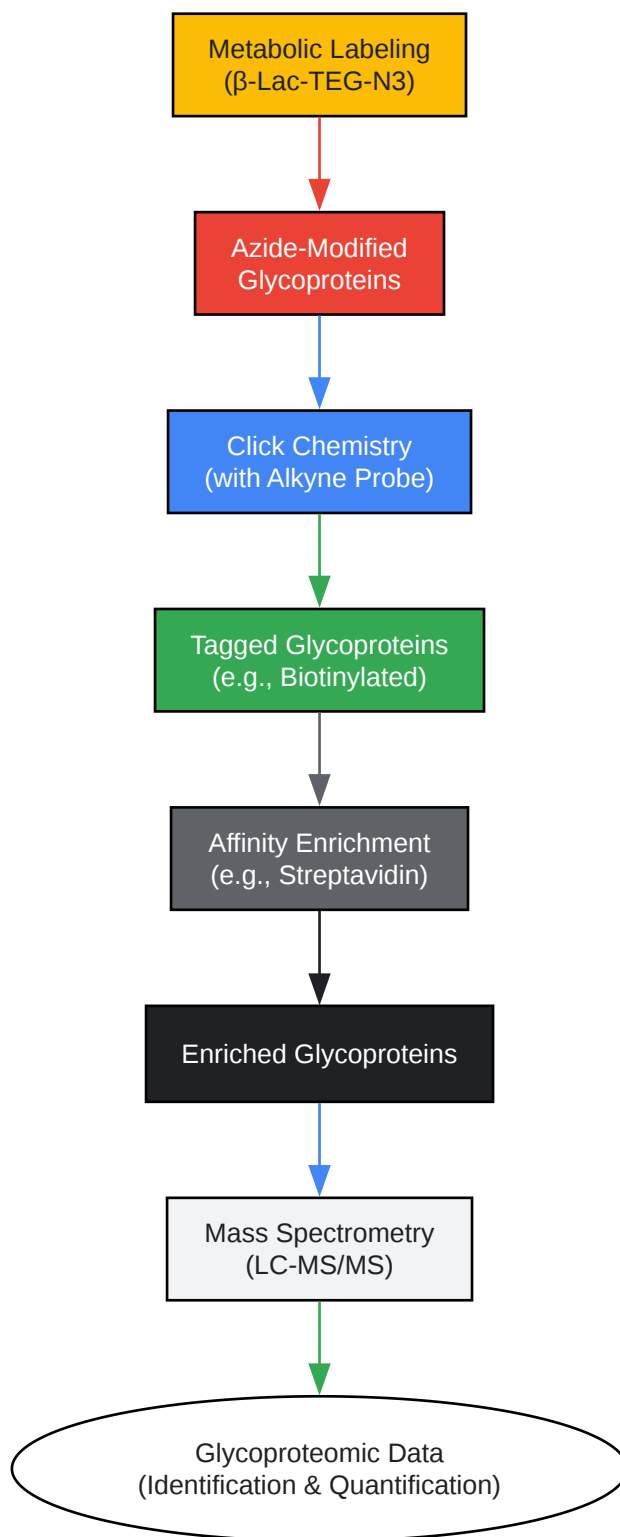 Metabolic Labeling
(β-Lac-TEG-N3)
Azide-Modified
Glycoproteins
Click Chemistry
(with Alkyne Probe)
Tagged Glycoproteins
(e.g., Biotinylated)
Affinity Enrichment
(e.g., Streptavidin)
Enriched Glycoproteins
Mass Spectrometry
(LC-MS/MS)
Glycoproteomic Data
(Identification & Quantification)